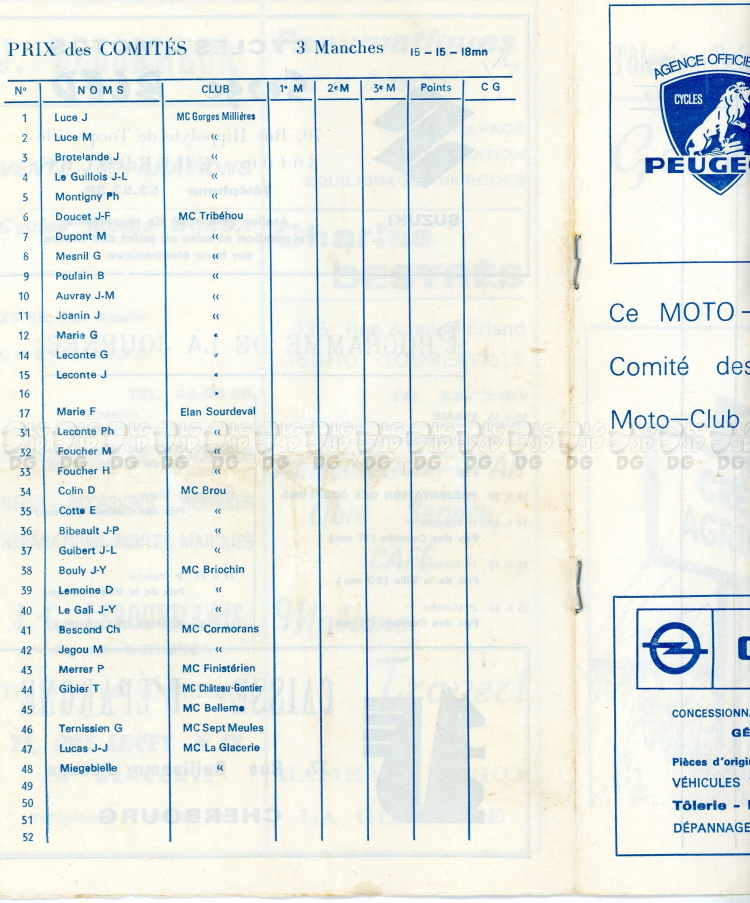 PRIX des COMITÉS 3 Manches 15 - 15 - 18mn
No NOMS CLUB 1e M 2e M 3e M Points CG
1 Luce J MC Gorges Millières
2 Luce M «
3 Brotelande J «
4 Le Guillois J-L «
5 Montigny Ph «
6 Doucet J-F MC Tribéhou
7 Dupont M «
8 Mesnil G «
9 Poulain B «
10 Auvray J-M «
11 Joanin J «
12 Marie G «
14 Leconte G «
15 Leconte J «
16 «
17 Marie F Elan Sourdeval
31 Leconte Ph «
32 Foucher M «
33 Foucher H «
34 Colin D MC Brou
35 Cotte E «
36 Bibeault J-P «
37 Guibert J-L «
38 Bouly J-Y MC Briochin
39 Lemoine D «
40 Le Gall J-Y «
41 Bescond Ch MC Cormorans
42 Jegou M «
43 Merrer P MC Finistérien
44 Gibier T MC Château-Gontier
45 MC Belleme
46 Ternissien G MC Sept Meules
47 Lucas J-J MC La Glacerie
48 Miegebielle «
49
50
51
52
AGENCE OFFICIE
CYCLES
PEUGEO
Ce MOTO -
Comité des
Moto-Club
CONCESSIONNA
GÉ
Pièces d'origi
VÉHICULES
Tôlerie -
DÉPANNAGE